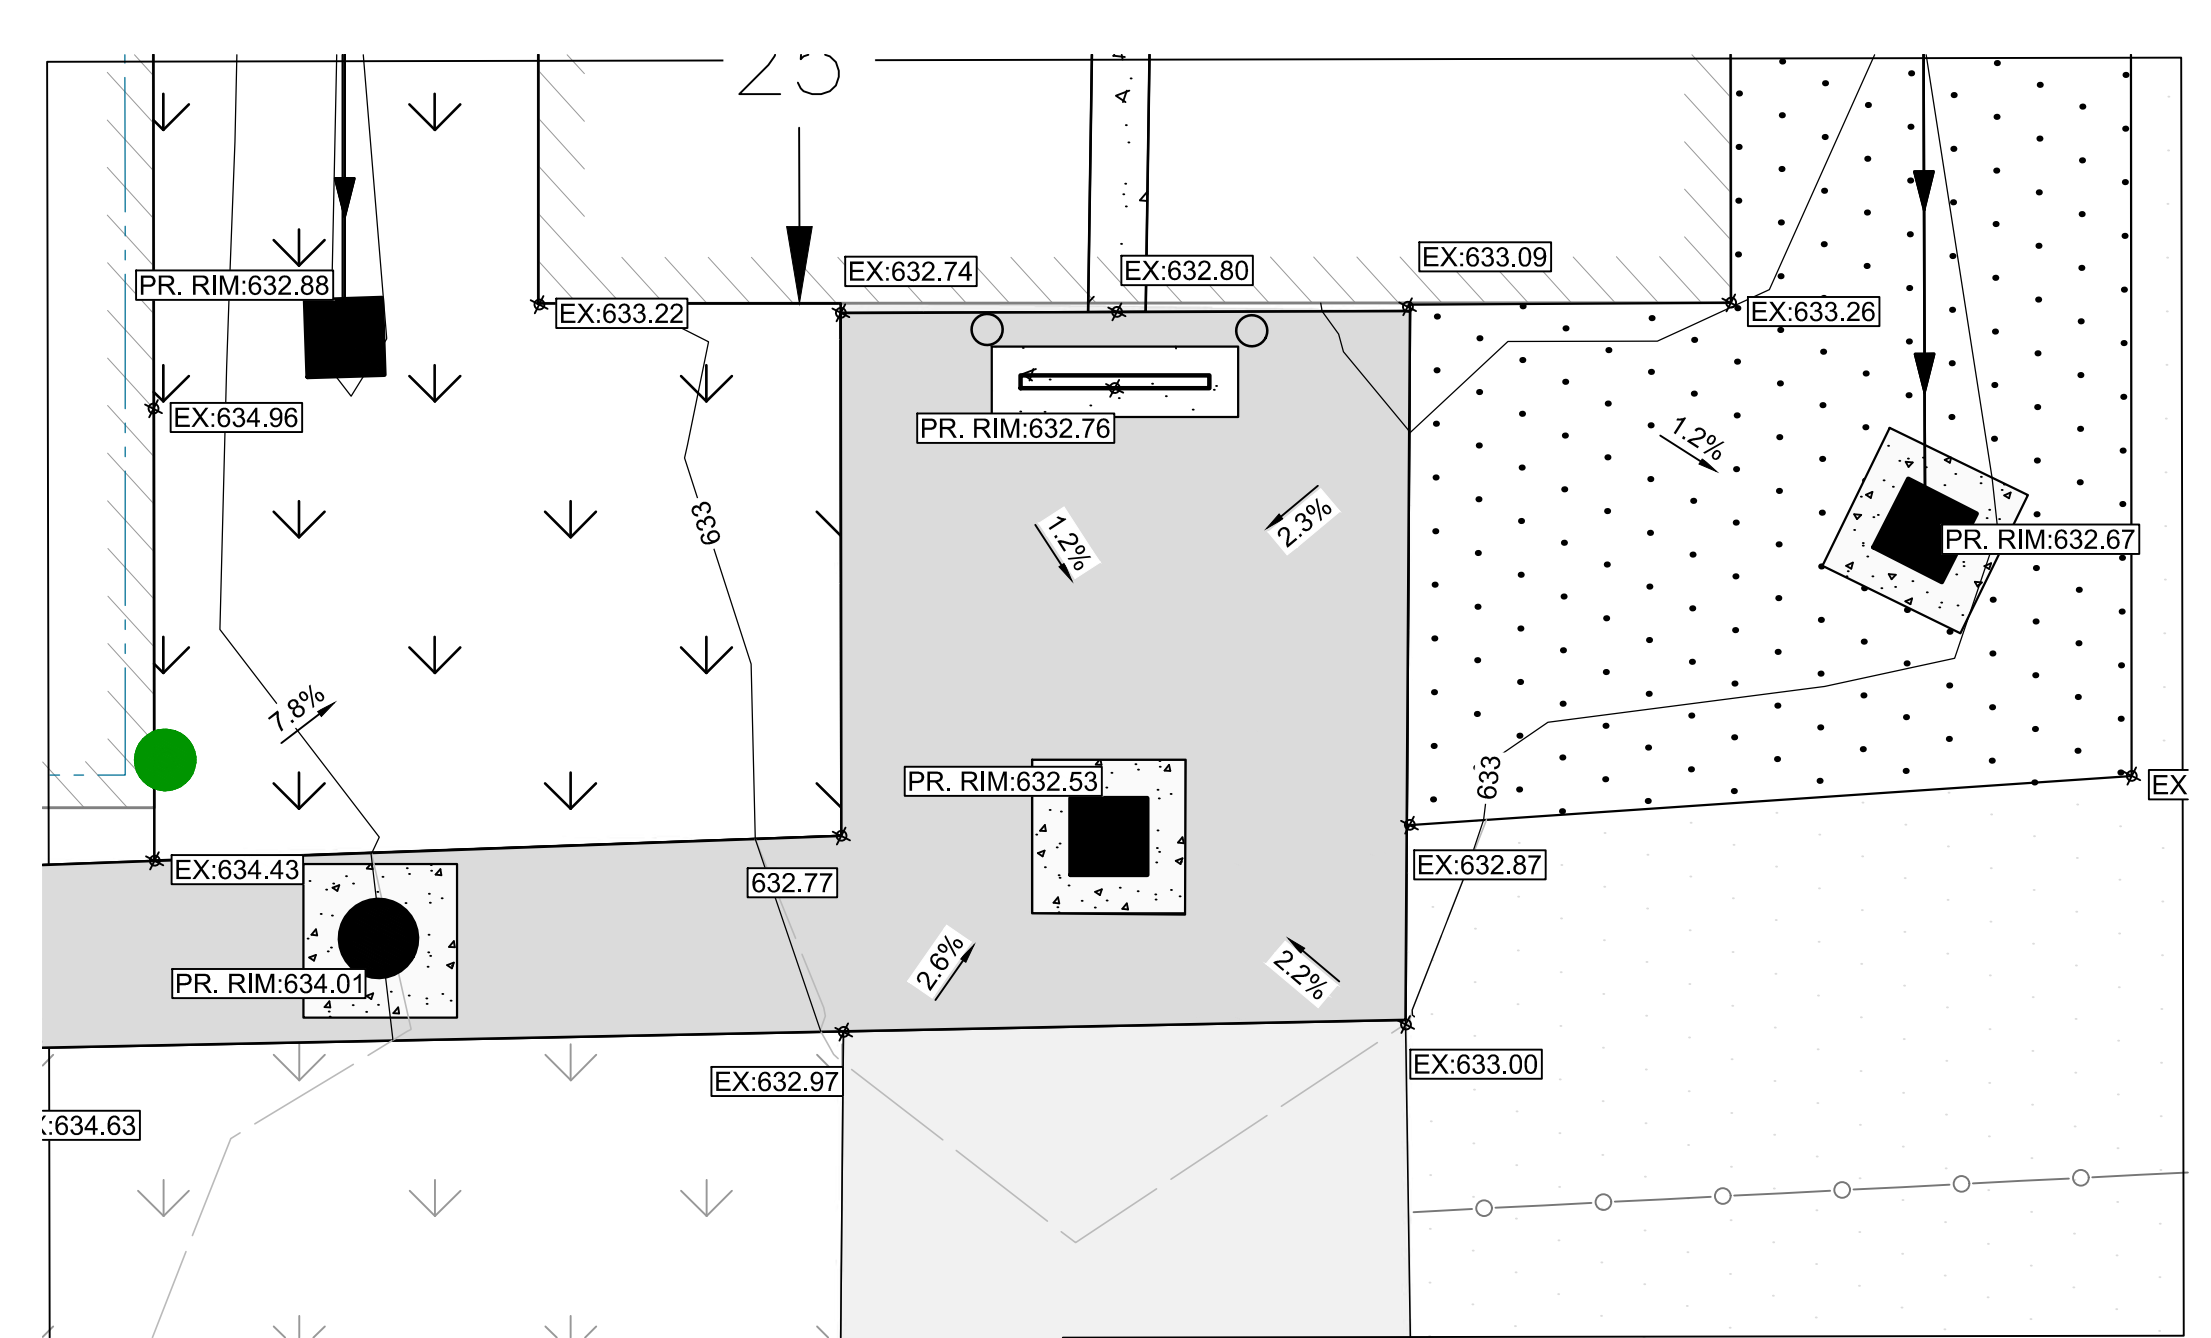 EX:633.09
EX:632.74
EX:632.80
PR. RIM:632.88
EX:633.22
EX:633.26
EX:634.96
PR. RIM:632.76
1.2%
633
2.3%
1.2%
PR. RIM:632.67
7.8%
PR. RIM:632.53
633
EX
EX:634.43
632.77
EX:632.87
2.6%
2.2%
PR. RIM:634.01
EX:632.97
EX:633.00
:634.63